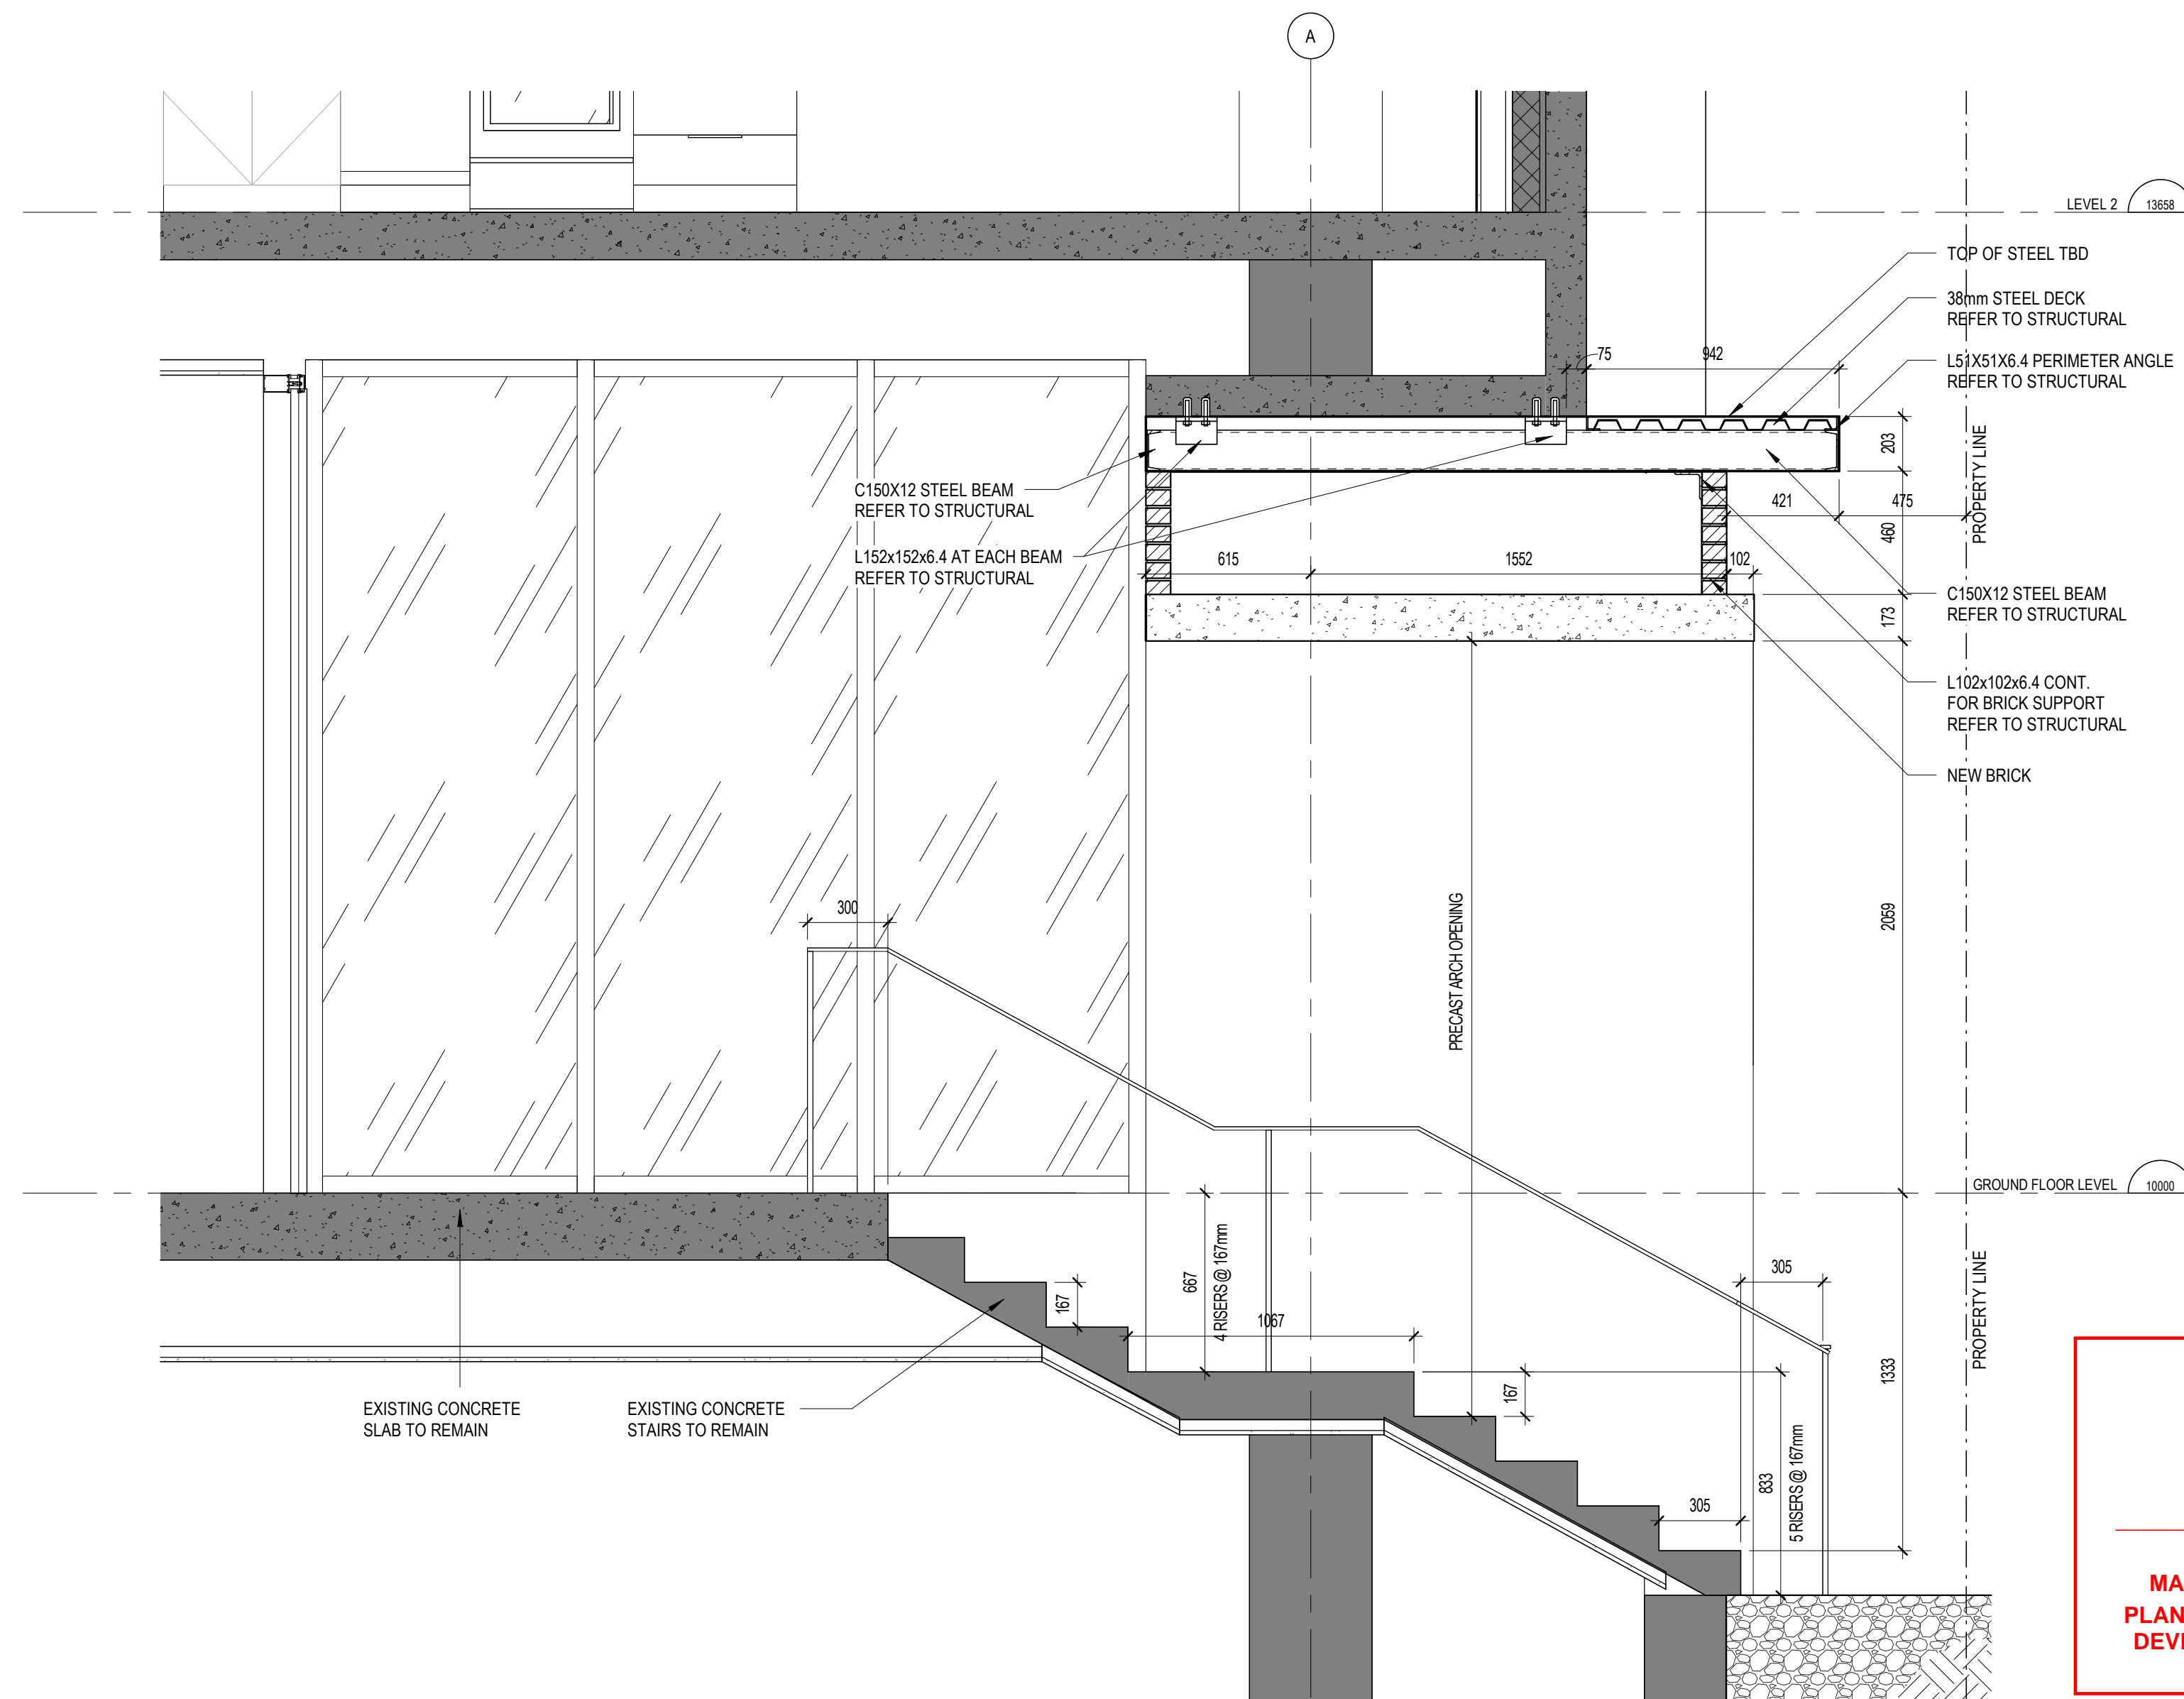 A
LEVEL 2
13658
TOP OF STEEL TBD
38mm STEEL DECK
REFER TO STRUCTURAL
75
942
L51X51X6.4 PERIMETER ANGLE
REFER TO STRUCTURAL
203
PROPERTY LINE
C150X12 STEEL BEAM
REFER TO STRUCTURAL
421
475
460
L152x152x6.4 AT EACH BEAM
REFER TO STRUCTURAL
615
1552
102
C150X12 STEEL BEAM
REFER TO STRUCTURAL
173
L102x102x6.4 CONT.
FOR BRICK SUPPORT
REFER TO STRUCTURAL
NEW BRICK
300
PRECAST ARCH OPENING
2059
GROUND FLOOR LEVEL
10000
667
4 RISERS @ 167mm
167
1067
305
PROPERTY LINE
1333
167
EXISTING CONCRETE
SLAB TO REMAIN
EXISTING CONCRETE
STAIRS TO REMAIN
833
5 RISERS @ 167mm
305
MA
PLAN
DEV